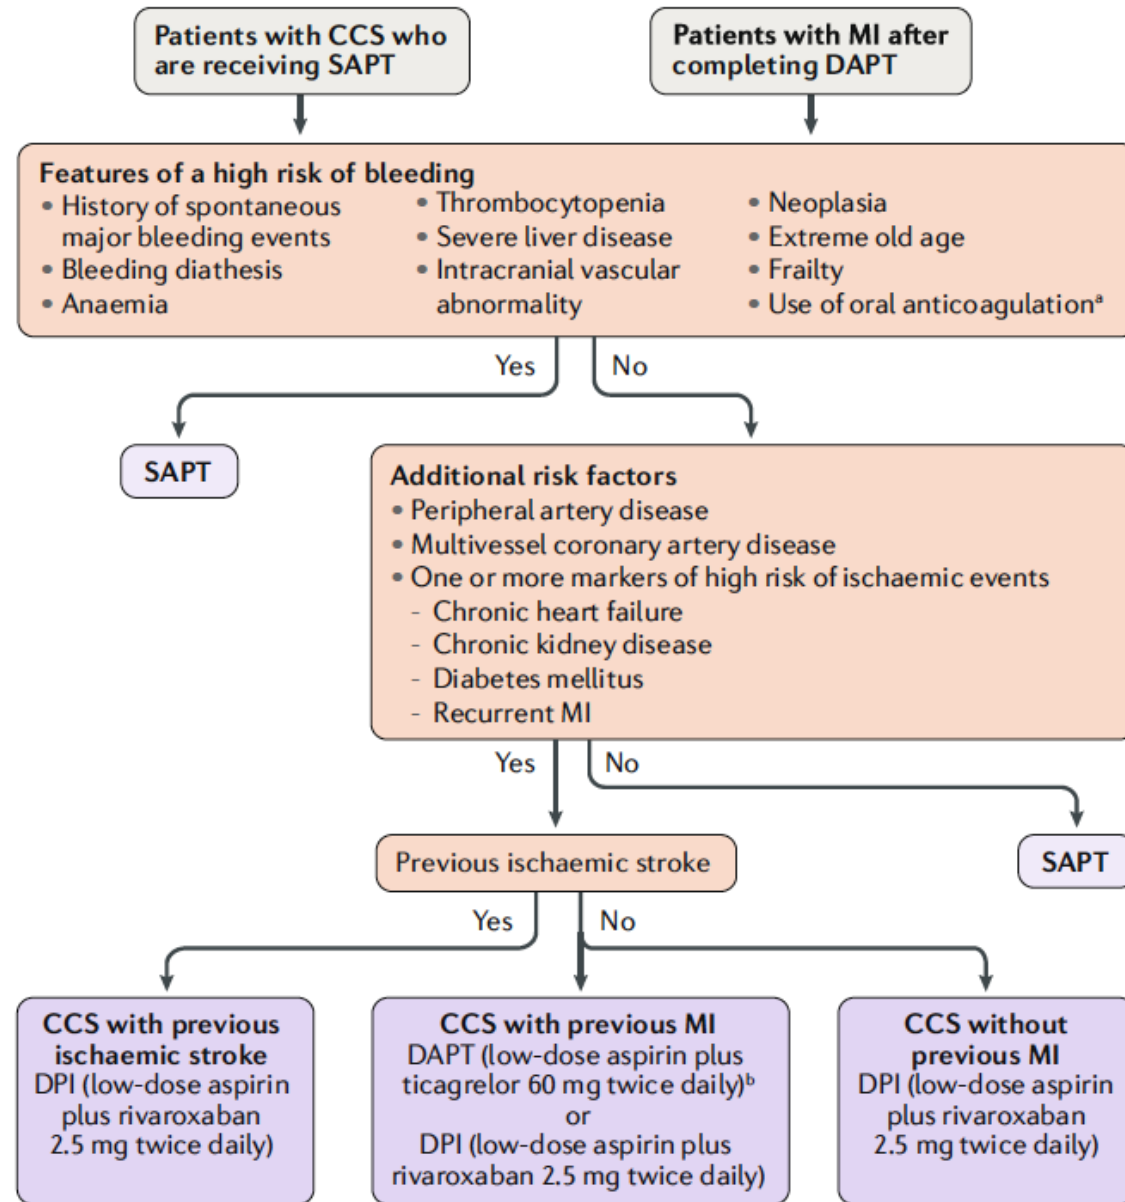 Patients with CCS who
are receiving SAPT
Patients with MI after
completing DAPT
Features of a high risk of bleeding
• History of spontaneous
major bleeding events
• Bleeding diathesis
• Anaemia
• Thrombocytopenia
• Severe liver disease
• Intracranial vascular
abnormality
• Neoplasia
• Extreme old age
• Frailty
• Use of oral anticoagulationᵃ
Yes
No
SAPT
Additional risk factors
• Peripheral artery disease
• Multivessel coronary artery disease
• One or more markers of high risk of ischaemic events
- Chronic heart failure
- Chronic kidney disease
- Diabetes mellitus
- Recurrent MI
Yes
No
Previous ischaemic stroke
SAPT
Yes
No
CCS with previous
ischaemic stroke
DPI (low-dose aspirin
plus rivaroxaban
2.5 mg twice daily)
CCS with previous MI
DAPT (low-dose aspirin plus
ticagrelor 60 mg twice daily)ᵇ
or
DPI (low-dose aspirin plus
rivaroxaban 2.5 mg twice daily)
CCS without
previous MI
DPI (low-dose aspirin
plus rivaroxaban
2.5 mg twice daily)